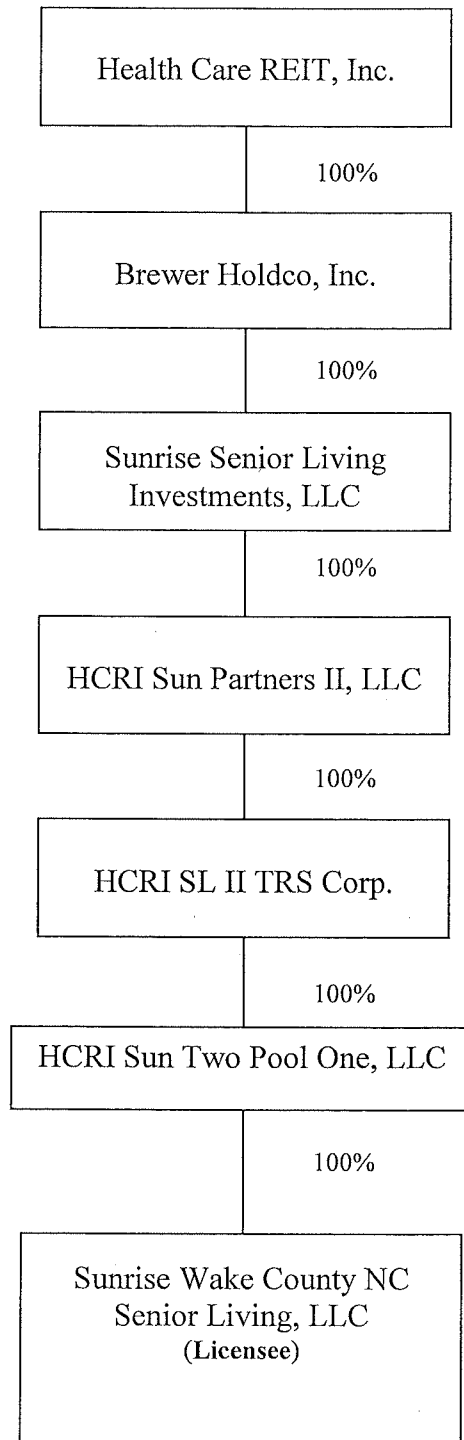 Health Care REIT, Inc.
100%
Brewer Holdco, Inc.
100%
Sunrise Senior Living
Investments, LLC
100%
HCRI Sun Partners II, LLC
100%
HCRI SL II TRS Corp.
100%
HCRI Sun Two Pool One, LLC
100%
Sunrise Wake County NC
Senior Living, LLC
(Licensee)